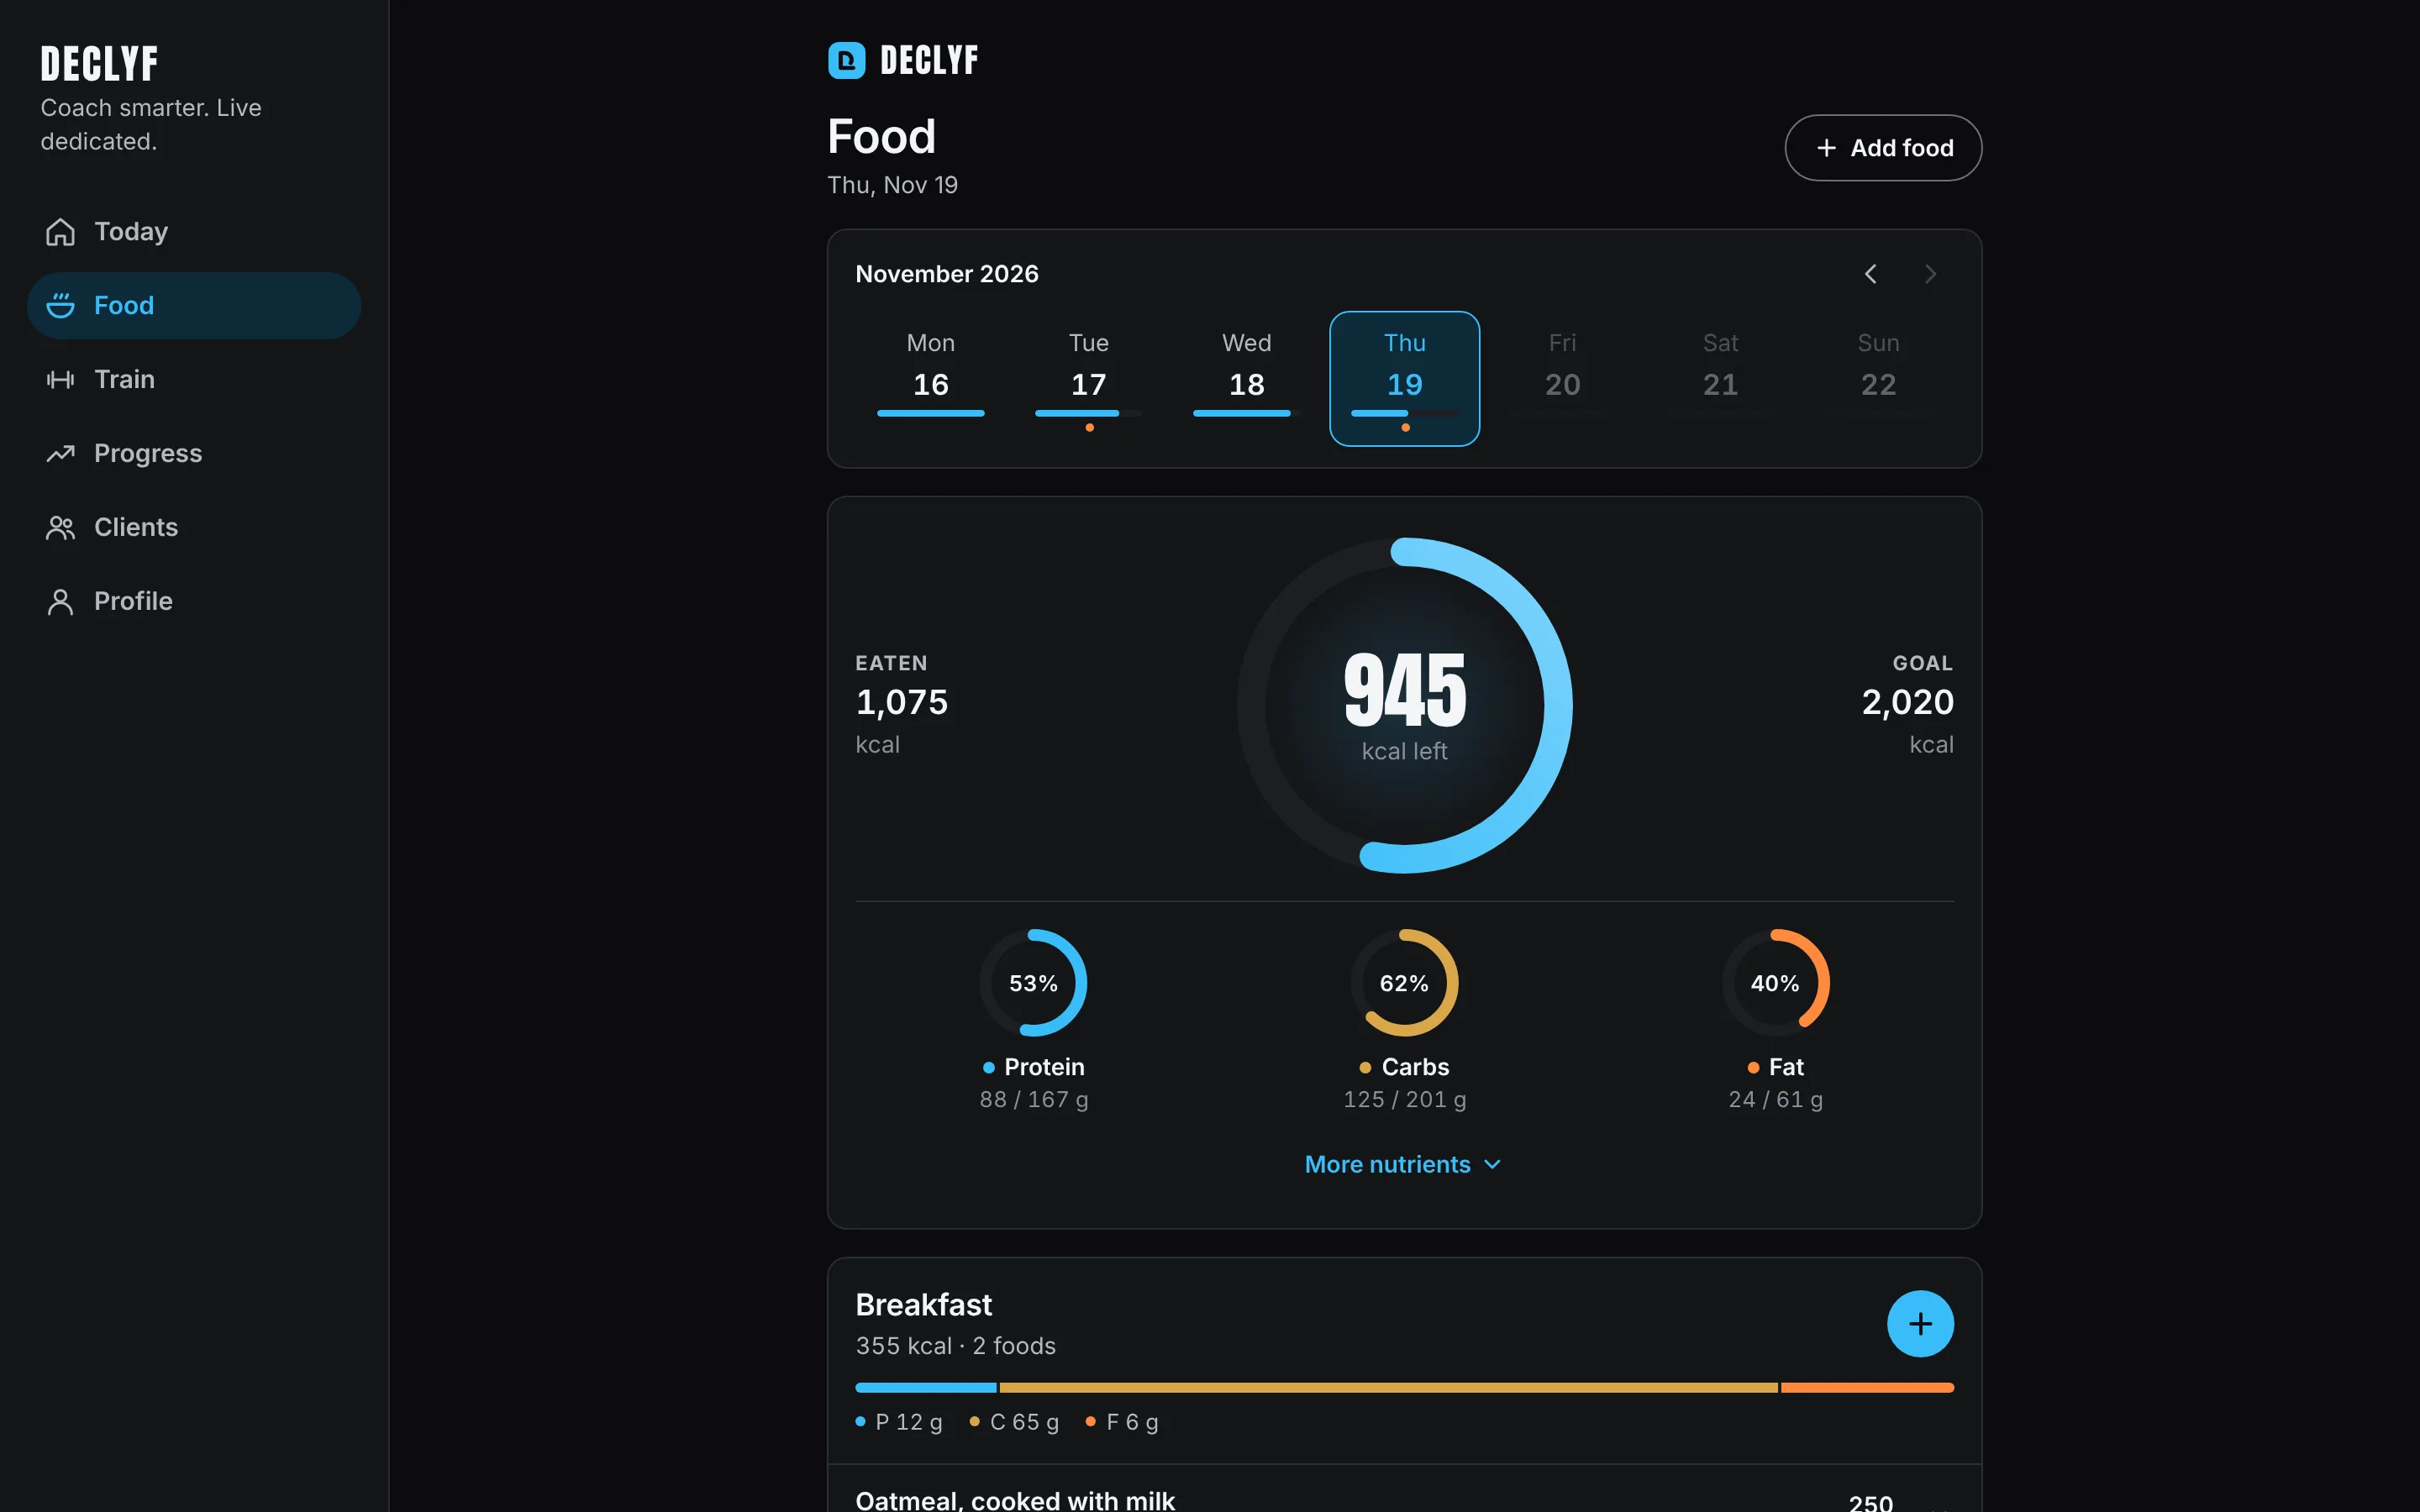 DECLYF
Coach smarter. Live
dedicated.
Today
Food
Train
Progress
Clients
Profile
DECLYF
Food
Thu, Nov 19
+ Add food
November 2026
Mon Tue Wed Thu Fri Sat Sun
16 17 18 19 20 21 22
EATEN
1,075
kcal
945
kcal left
GOAL
2,020
kcal
53% 62% 40%
Protein Carbs Fat
88 / 167 g 125 / 201 g 24 / 61 g
More nutrients
Breakfast
355 kcal · 2 foods
+
P 12 g C 65 g F 6 g
Oatmeal, cooked with milk 250